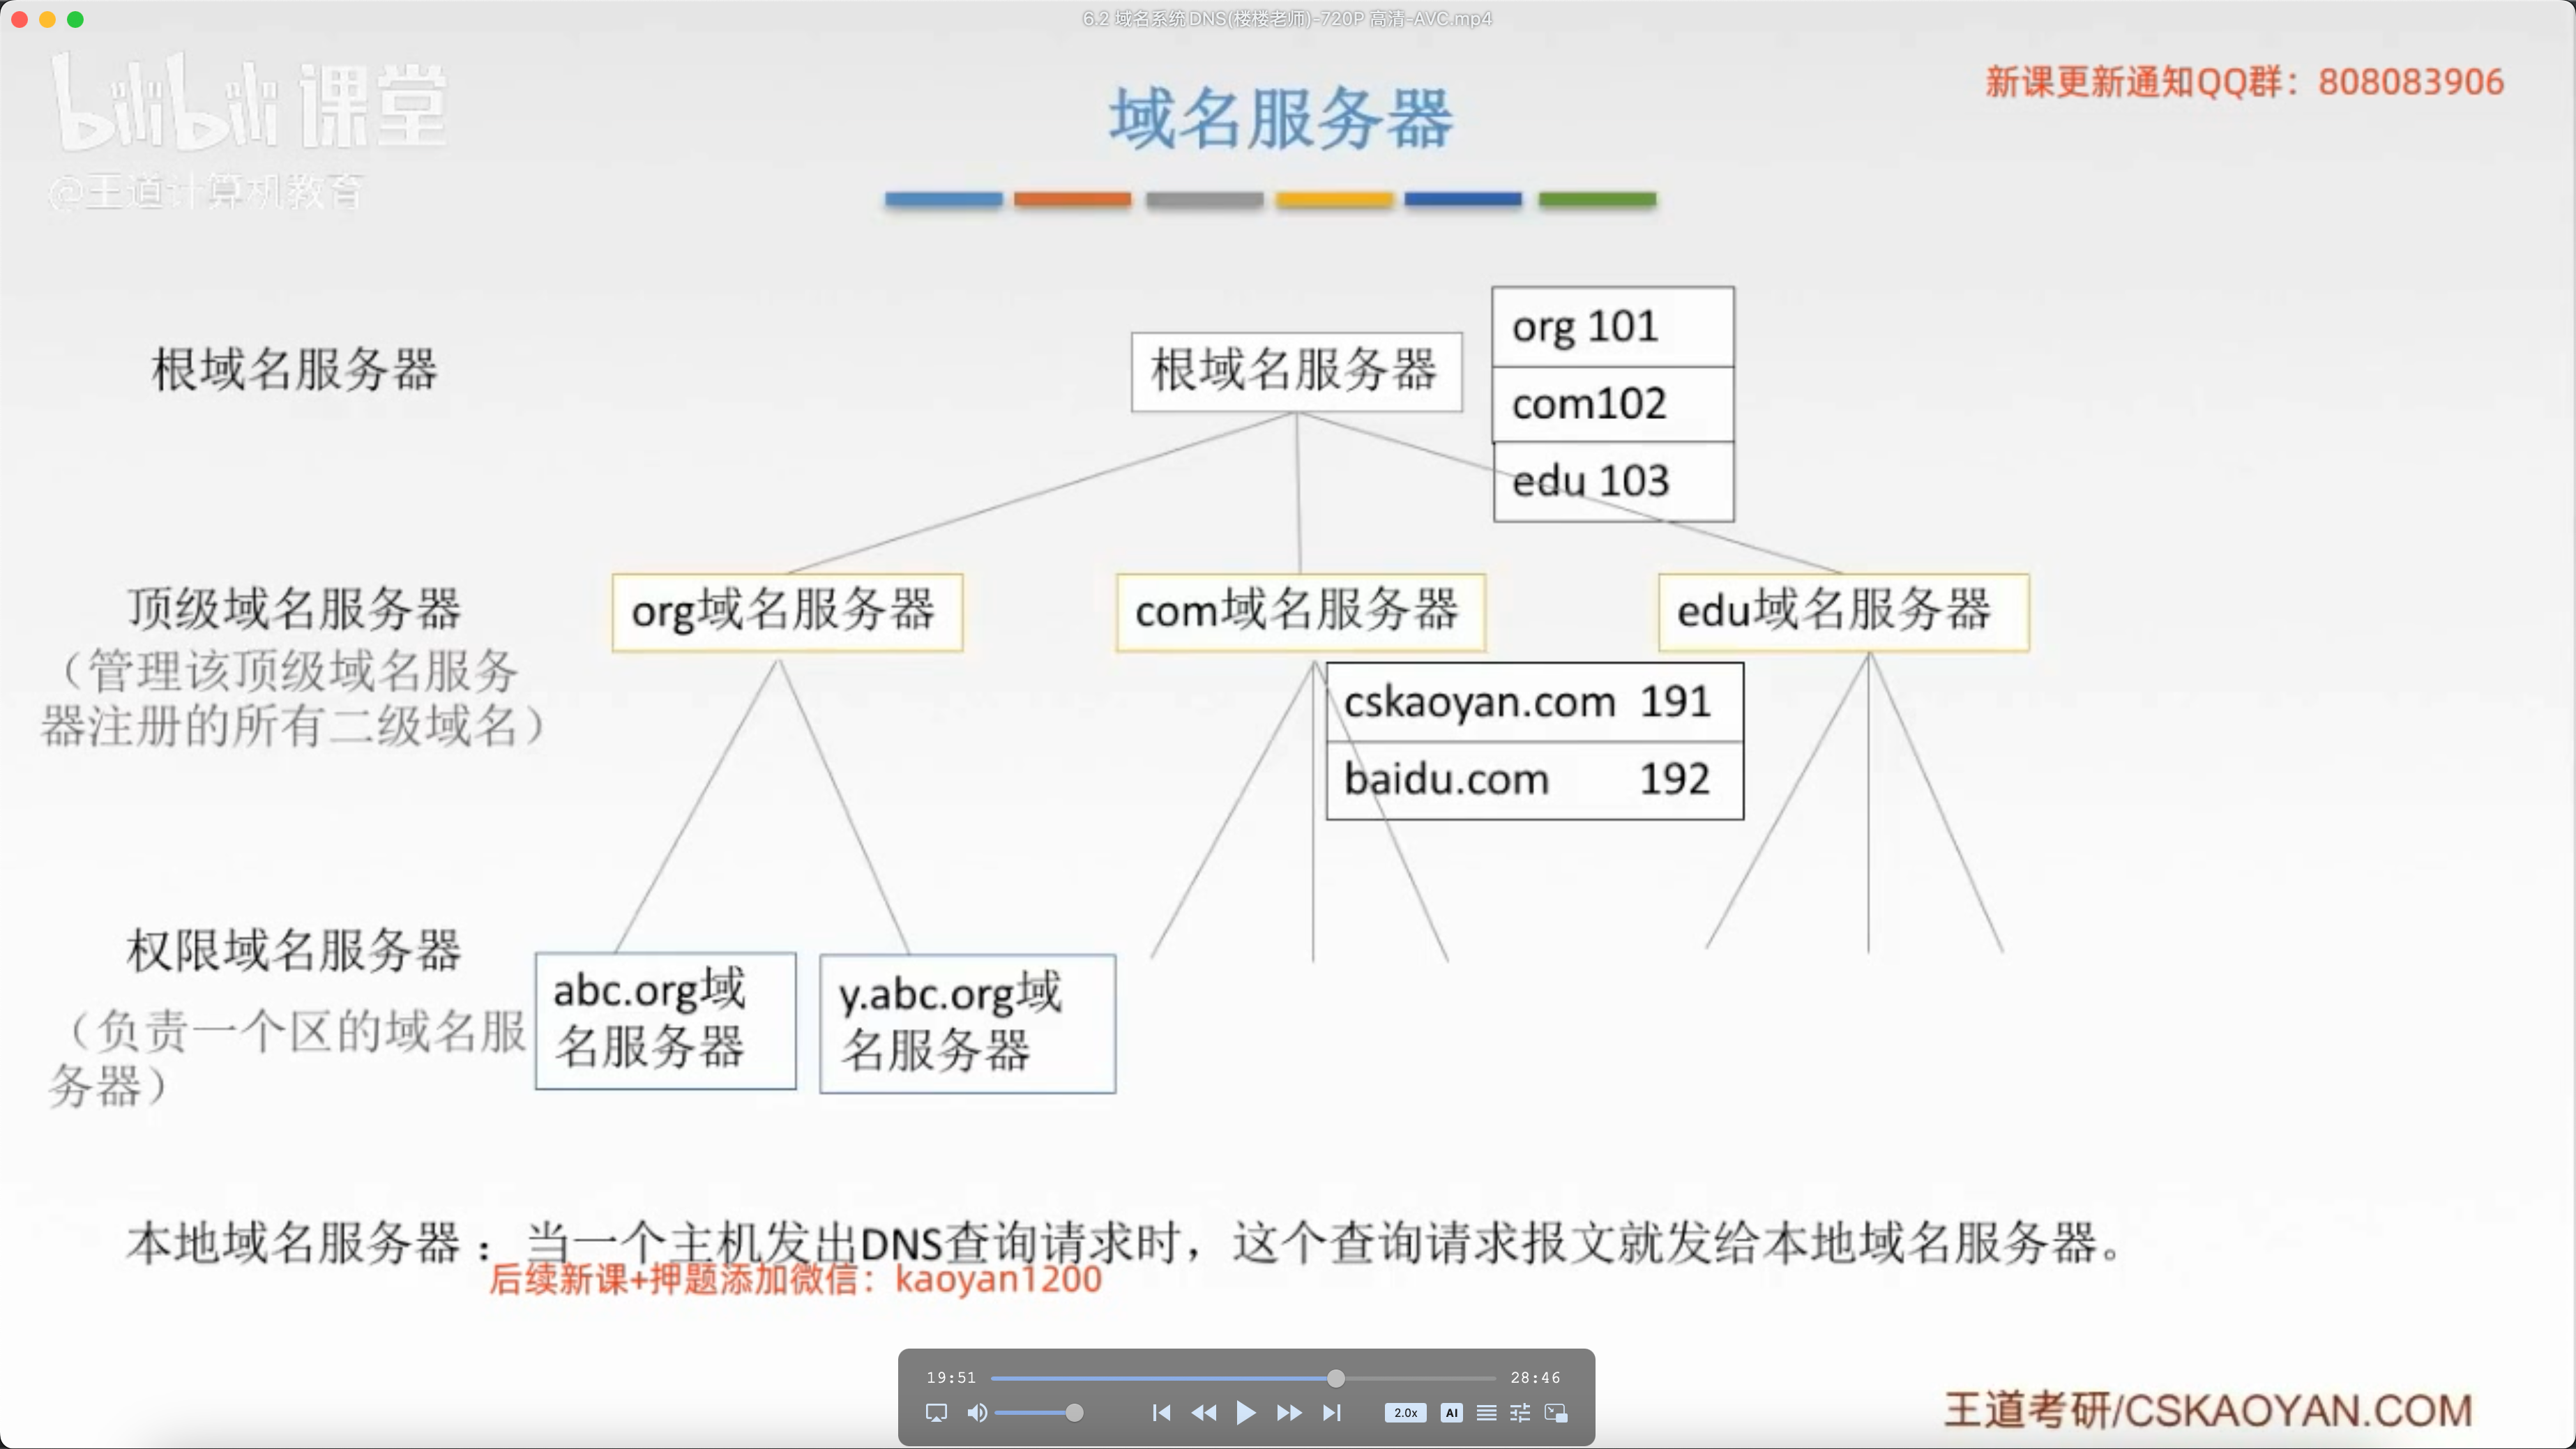 6.2 域名系统DNS(楼楼老师)-720P 高清-AVC.mp4
bilibili 课堂
@王道计算机教育
域名服务器
新课更新通知QQ群：808083906
根域名服务器
根域名服务器
org 101
com102
edu 103
顶级域名服务器
（管理该顶级域名服务
器注册的所有二级域名）
org域名服务器
com域名服务器
edu域名服务器
cskaoyan.com 191
baidu.com 192
权限域名服务器
（负责一个区的域名服
务器）
abc.org域
名服务器
y.abc.org域
名服务器
本地域名服务器：当一个主机发出DNS查询请求时，这个查询请求报文就发给本地域名服务器。
后续新课+押题添加微信：kaoyan1200
19:51
28:46
2.0x
AI
王道考研/CSKAOYAN.COM